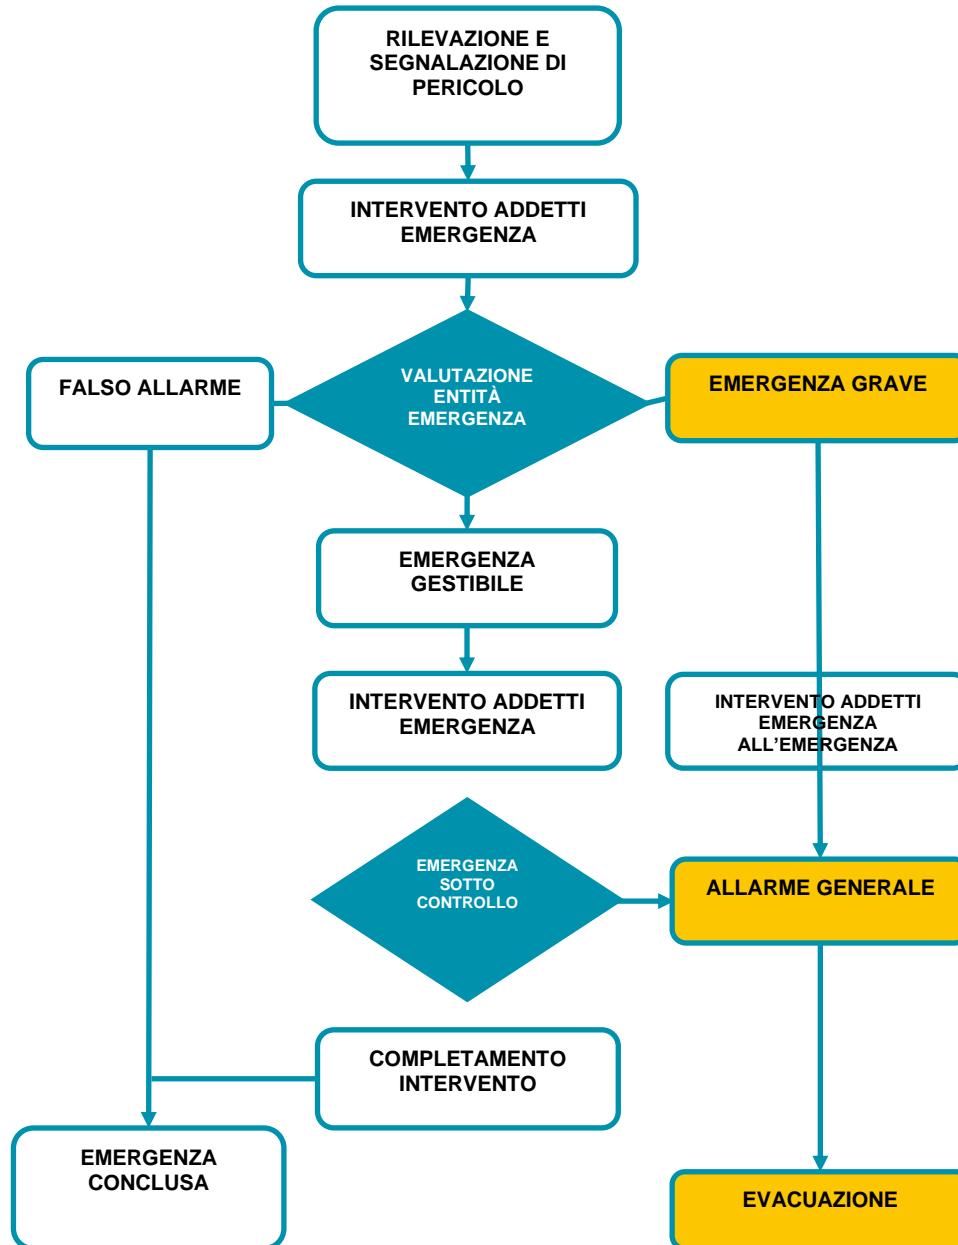 RILEVAZIONE E
SEGNALAZIONE DI
PERICOLO
INTERVENTO ADDETTI
EMERGENZA
FALSO ALLARME
VALUTAZIONE
ENTITÀ
EMERGENZA
EMERGENZA GRAVE
EMERGENZA
GESTIBILE
INTERVENTO ADDETTI
EMERGENZA
INTERVENTO ADDETTI
EMERGENZA
ALL’EMERGENZA
EMERGENZA
SOTTO
CONTROLLO
ALLARME GENERALE
COMPLETAMENTO
INTERVENTO
EMERGENZA
CONCLUSA
EVACUAZIONE